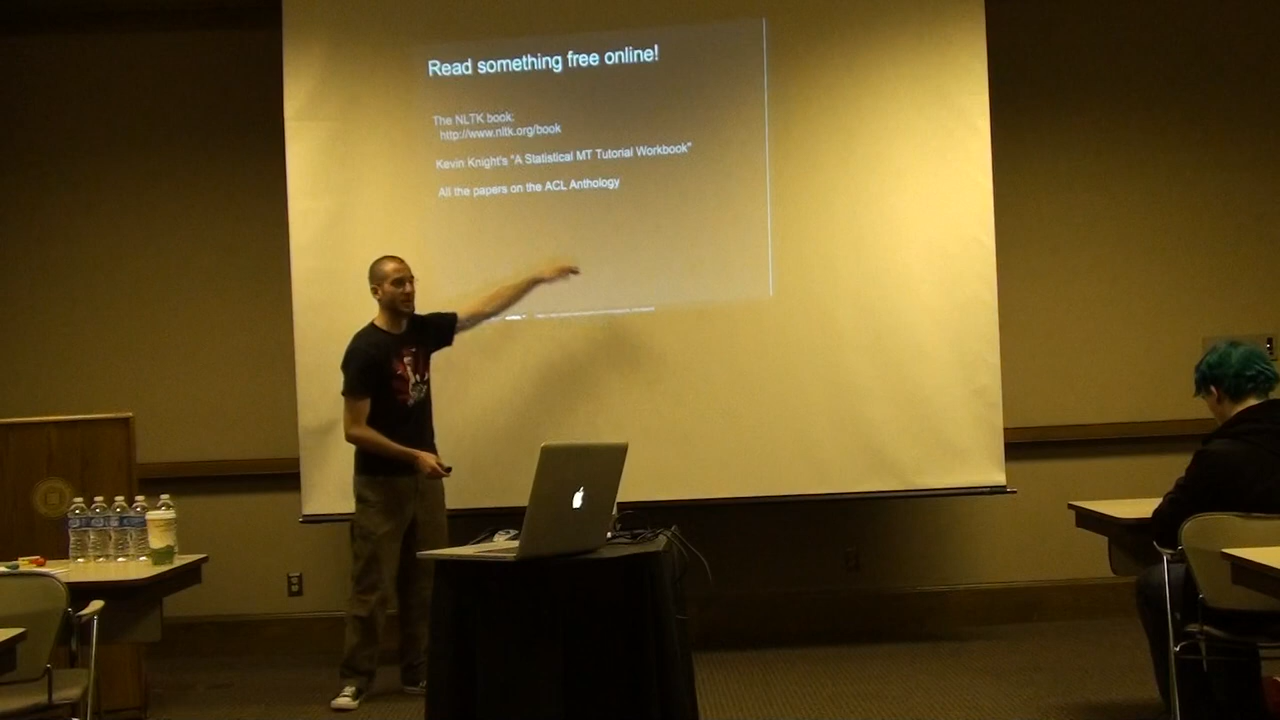 Read something free online!
The NLTK book:
http://www.nltk.org/book
Kevin Knight's "A Statistical MT Tutorial Workbook"
All the papers on the ACL Anthology